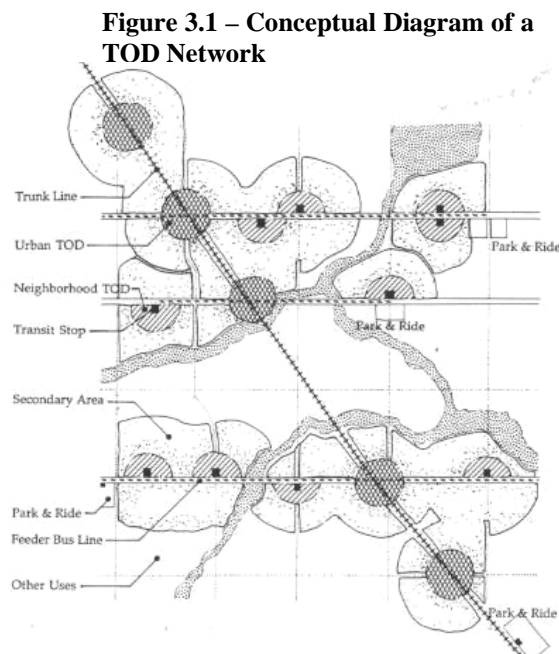 Figure 3.1 – Conceptual Diagram of a
TOD Network
Trunk Line
Urban TOD
Park & Ride
Neighborhood TOD
Transit Stop
Park & Ride
Secondary Area
Park & Ride
Feeder Bus Line
Other Uses
Park & Ride